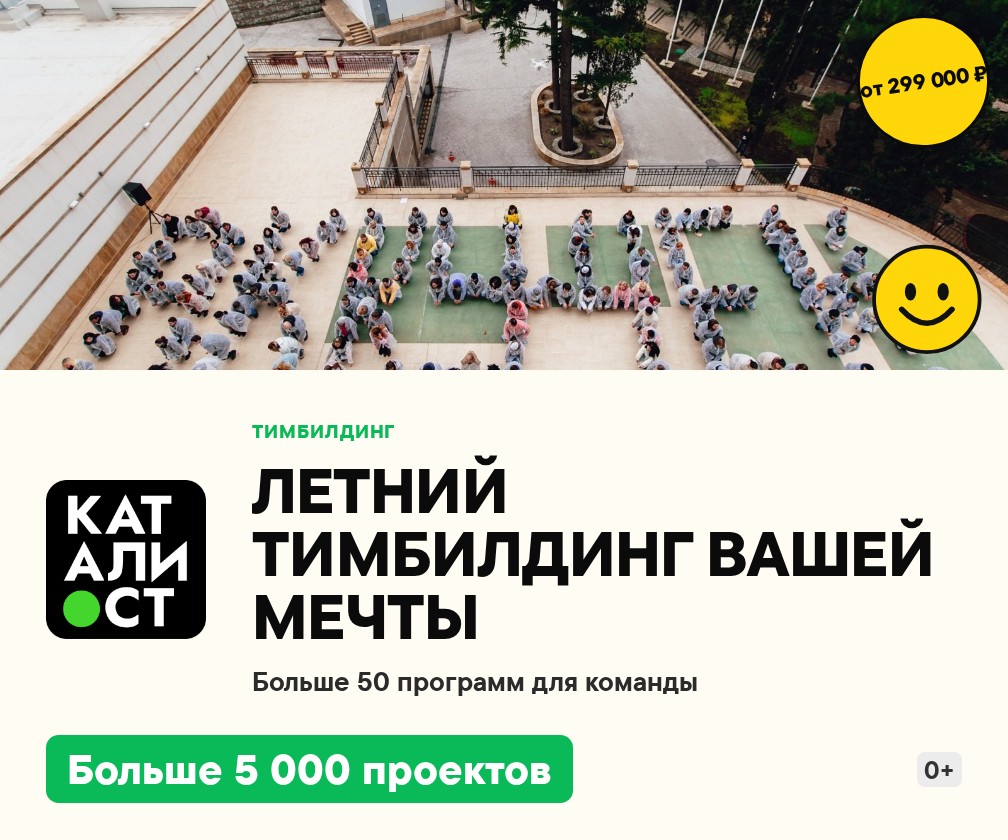 от 299 000 ₽
ТИМБИЛДИНГ
ЛЕТНИЙ
ТИМБИЛДИНГ ВАШЕЙ
МЕЧТЫ
КАТ
АЛИ
СТ
Больше 50 программ для команды
Больше 5 000 проектов
0+